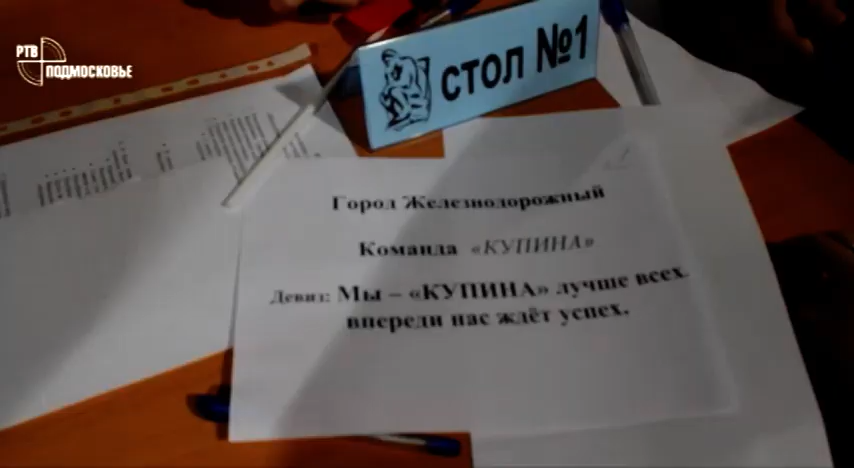 РТВ
ПОДМОСКОВЬЕ
СТОЛ №1
Город Железнодорожный
Команда «КУПИНА»
Девиз: Мы – «КУПИНА» лучше всех.
впереди нас ждёт успех.